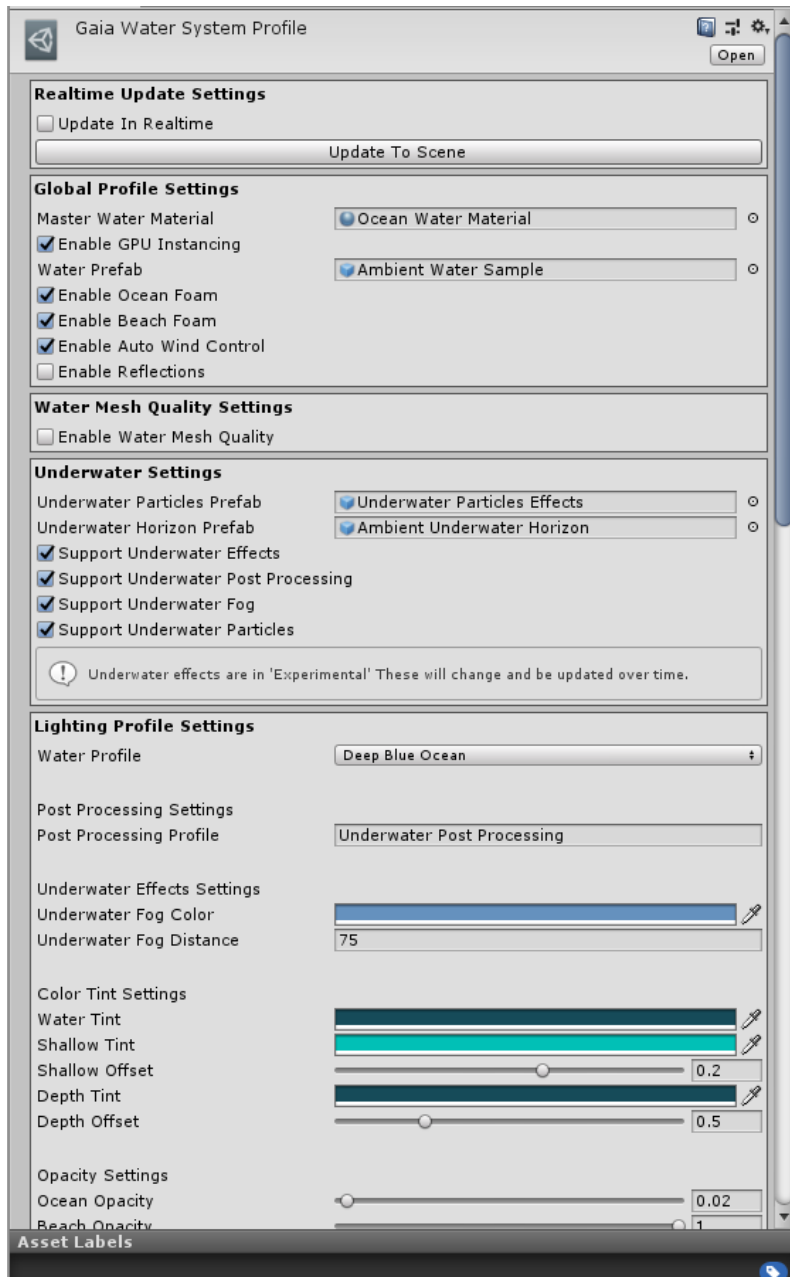 Gaia Water System Profile
Open
Realtime Update Settings
Update In Realtime
Update To Scene
Global Profile Settings
Master Water Material Ocean Water Material
Enable GPU Instancing
Water Prefab Ambient Water Sample
Enable Ocean Foam
Enable Beach Foam
Enable Auto Wind Control
Enable Reflections
Water Mesh Quality Settings
Enable Water Mesh Quality
Underwater Settings
Underwater Particles Prefab Underwater Particles Effects
Underwater Horizon Prefab Ambient Underwater Horizon
Support Underwater Effects
Support Underwater Post Processing
Support Underwater Fog
Support Underwater Particles
Underwater effects are in 'Experimental' These will change and be updated over time.
Lighting Profile Settings
Water Profile Deep Blue Ocean
Post Processing Settings
Post Processing Profile Underwater Post Processing
Underwater Effects Settings
Underwater Fog Color
Underwater Fog Distance 75
Color Tint Settings
Water Tint
Shallow Tint
Shallow Offset 0.2
Depth Tint
Depth Offset 0.5
Opacity Settings
Ocean Opacity 0.02
Beach Opacity 1
Asset Labels